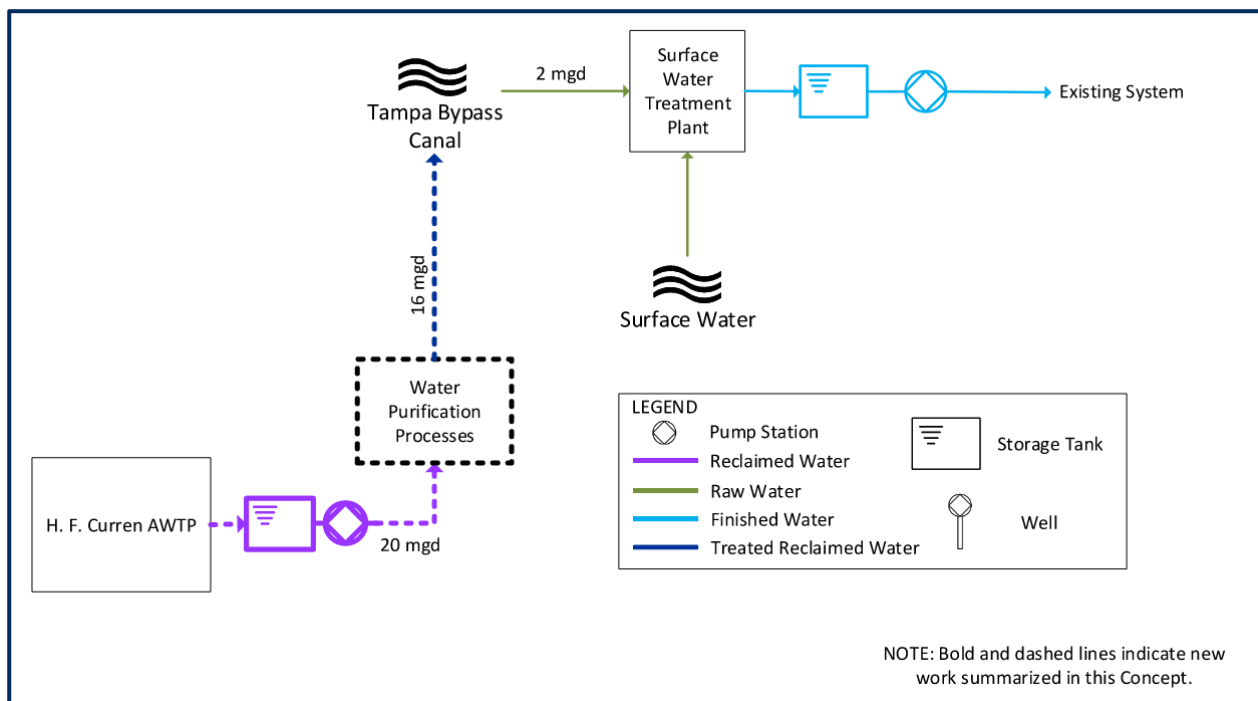 2 mgd
Tampa Bypass
Canal
Surface
Water
Treatment
Plant
Existing System
16 mgd
Surface Water
Water
Purification
Processes
H. F. Curren AWTP
20 mgd
LEGEND
Pump Station
Reclaimed Water
Raw Water
Finished Water
Treated Reclaimed Water
Storage Tank
Well
NOTE: Bold and dashed lines indicate new
work summarized in this Concept.